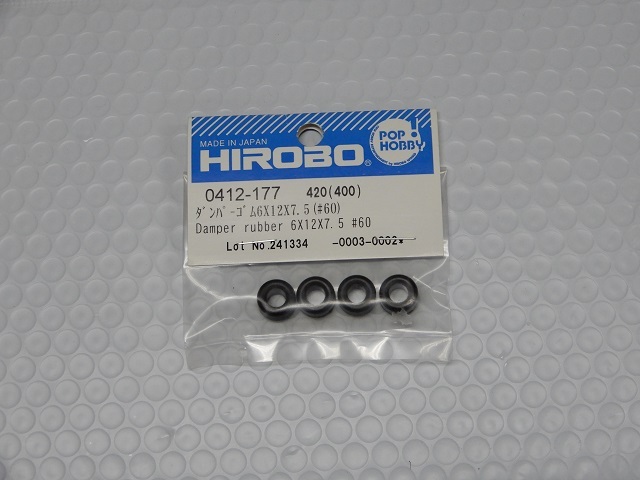 MADE IN JAPAN
HIROBO®
POP!
HOBBY
0412-177 420(400)
ﾀﾞﾝﾊﾟｰｺﾞﾑ6X12X7.5(#60)
Damper rubber 6X12X7.5 #60
Lot No.241334 -0003-0002*